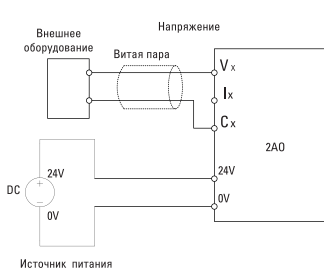 Напряжение
Внешнее
оборудование
Витая пара
Vx
Ix
Cx
2AO
24V
0V
24V
DC
0V
Источник питания